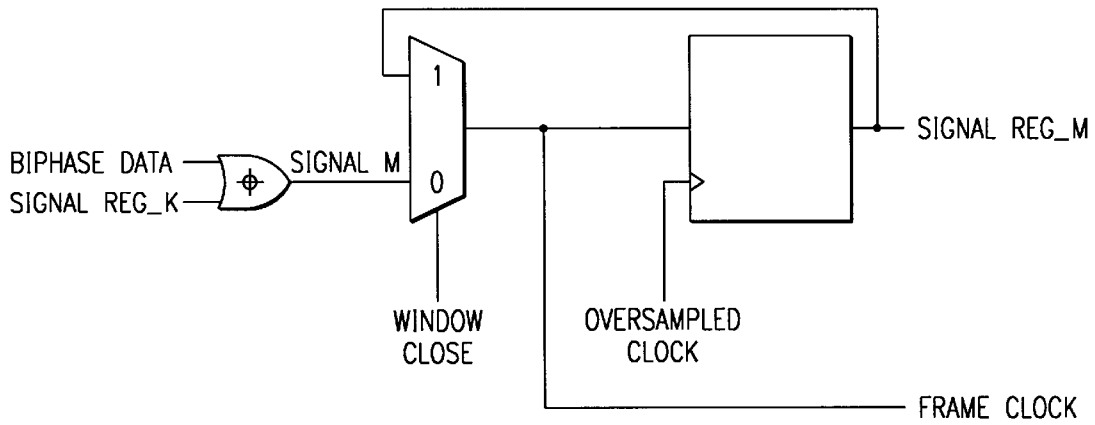 1
SIGNAL REG_M
BIPHASE DATA
SIGNAL M
SIGNAL REG_K
0
WINDOW
CLOSE
OVERSAMPLED
CLOCK
FRAME CLOCK